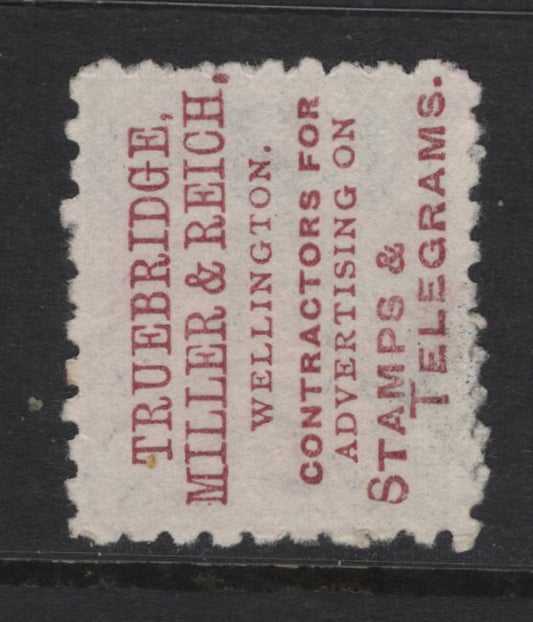 TRUEBRIDGE,
MILLER & REICH,
WELLINGTON.
CONTRACTORS FOR
ADVERTISING ON
STAMPS &
TELEGRAMS.